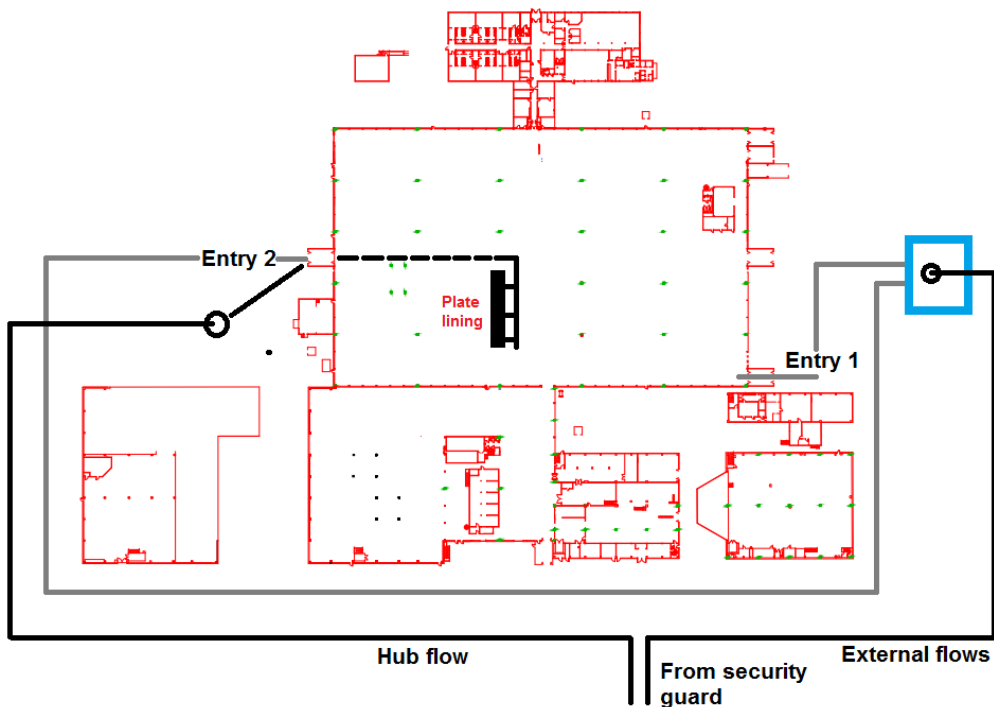 Entry 2
Plate
lining
Entry 1
Hub flow
External flows
From security
guard